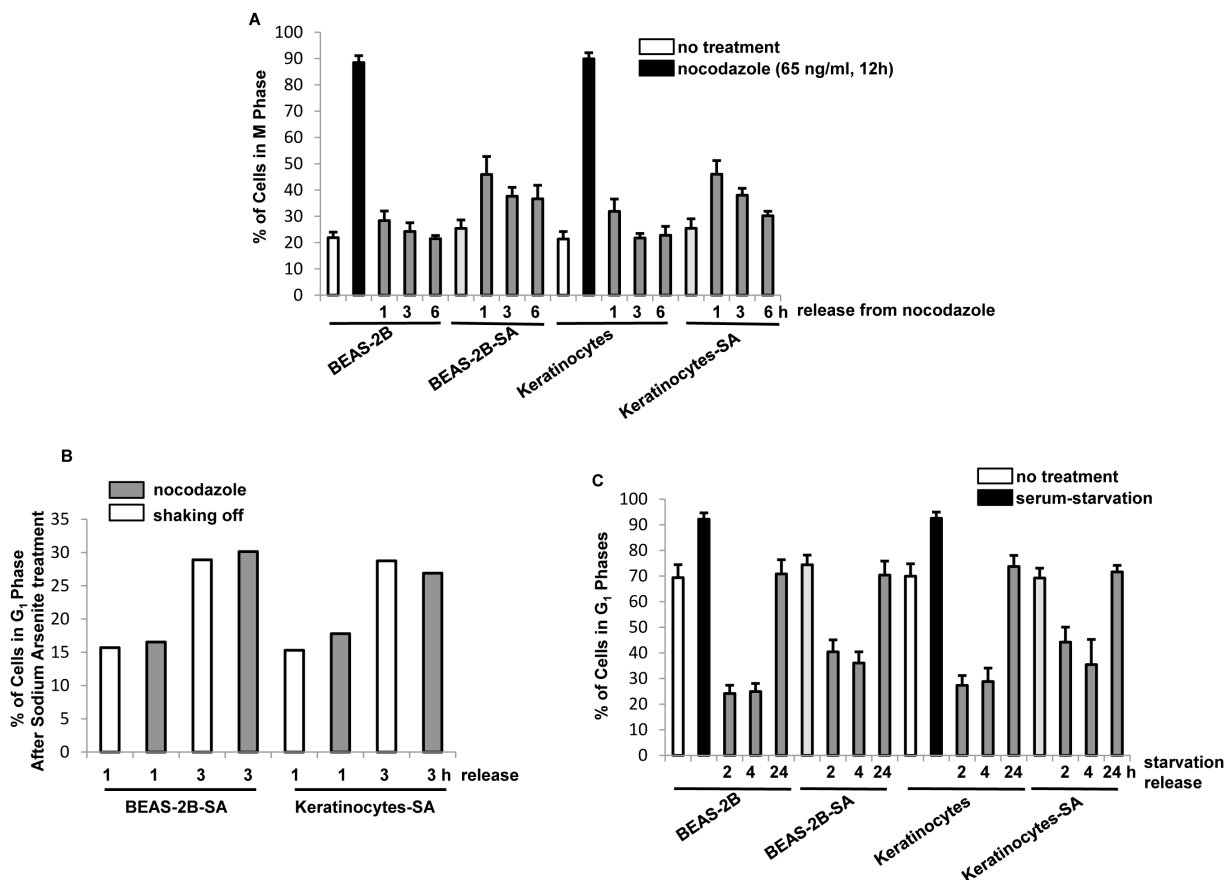 A
% of Cells in M Phase
100
90
80
70
60
50
40
30
20
10
0
no treatment
nocodazole (65 ng/ml, 12h)
1 3 6 1 3 6 1 3 6 1 3 6 h release from nocodazole
BEAS-2B
BEAS-2B-SA
Keratinocytes
Keratinocytes-SA
B
nocodazole
shaking off
% of Cells in G1 Phase
After Sodium Arsenite treatment
35
30
25
20
15
10
5
0
1 1 3 3 1 1 3 3 h release
BEAS-2B-SA Keratinocytes-SA
C
no treatment
serum-starvation
% of Cells in G1 Phases
100
90
80
70
60
50
40
30
20
10
0
2 4 24 2 4 24 2 4 24 2 4 24 h starvation
release
BEAS-2B
BEAS-2B-SA
Keratinocytes
Keratinocytes-SA